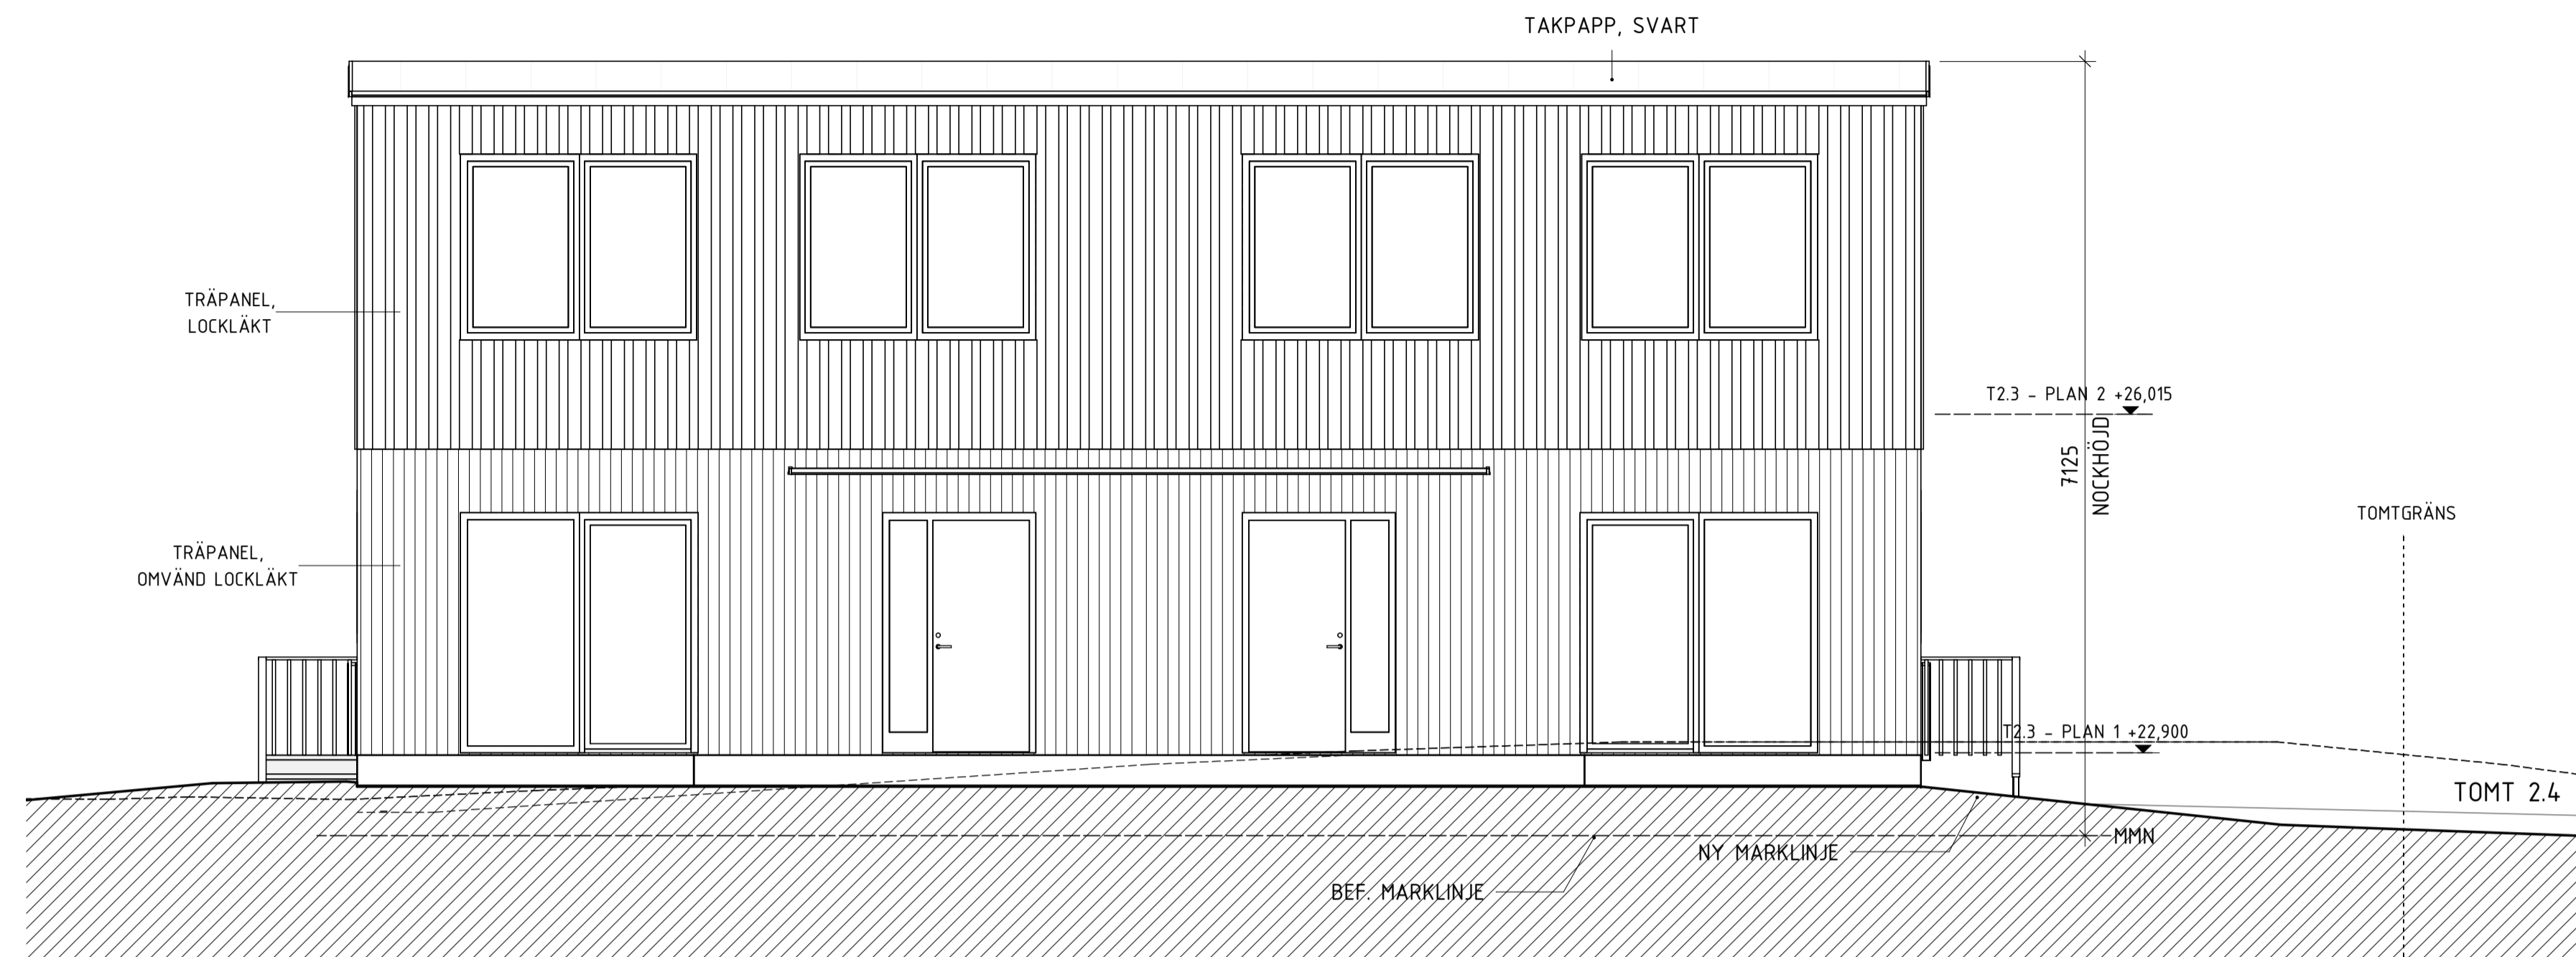 TAKPAPP, SVART
TRÄPANEL,
LOCKLÄKT
T2.3 - PLAN 2 +26,015
7125
NOCKHÖJD
TOMTGRÄNS
TRÄPANEL,
OMVÄND LOCKLÄKT
T2.3 - PLAN 1 +22,900
TOMT 2.4
MMN
NY MARKLINJE
BEF. MARKLINJE